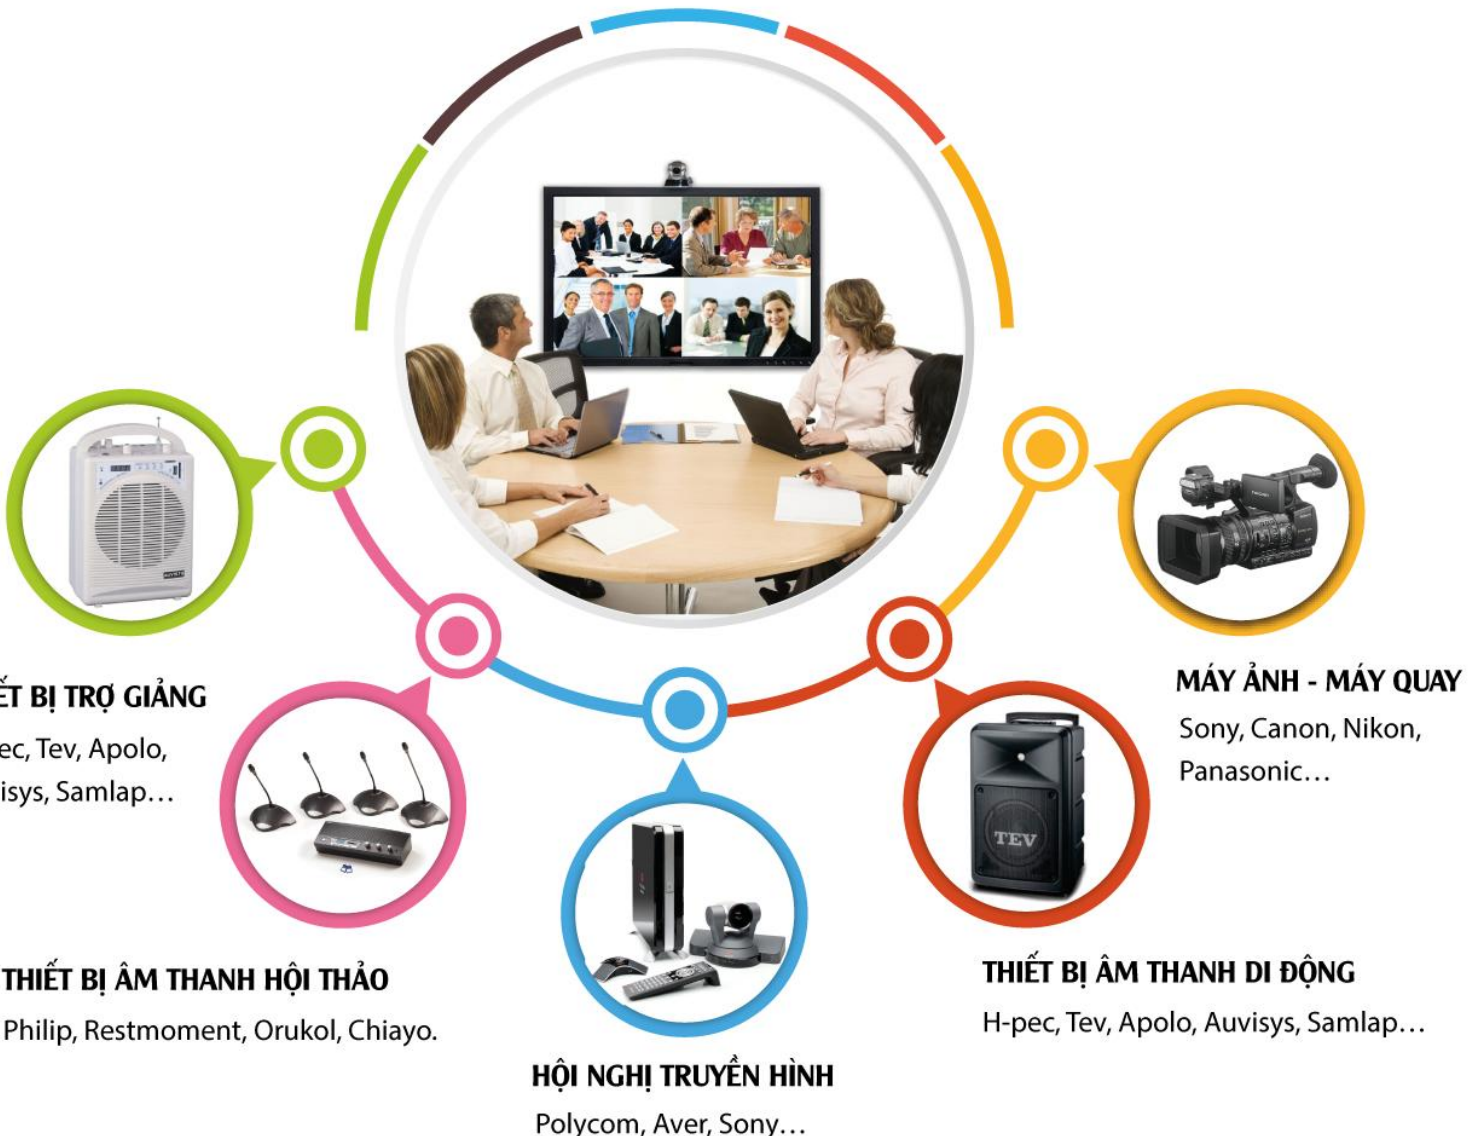 ẾT BỊ TRỢ GIẢNG
ec, Tev, Apolo,
isys, Samlap...
THIẾT BỊ ÂM THANH HỘI THẢO
Philip, Restmoment, Orukol, Chiayo.
HỘI NGHỊ TRUYỀN HÌNH
Polycom, Aver, Sony...
TEV
THIẾT BỊ ÂM THANH DI ĐỘNG
H-pec, Tev, Apolo, Auvisys, Samlap...
MÁY ẢNH - MÁY QUAY
Sony, Canon, Nikon,
Panasonic...